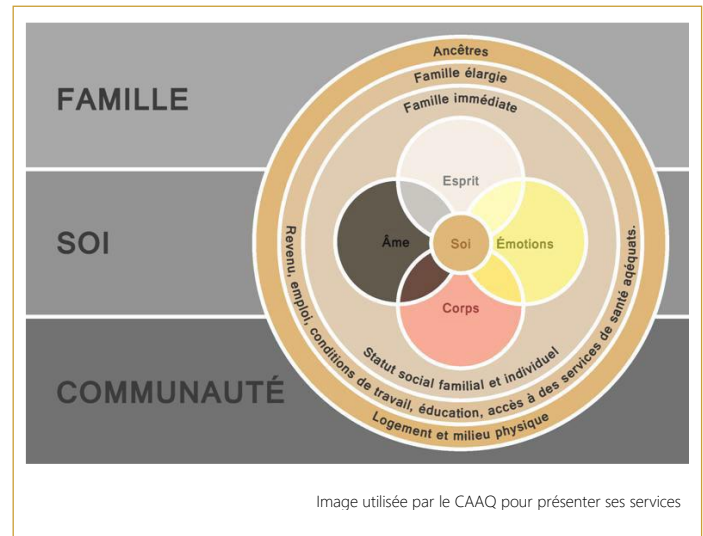 FAMILLE
SOI
COMMUNAUTÉ
Ancêtres
Famille élargie
Famille immédiate
Esprit
Âme
Soi
Émotions
Corps
Statut social familial et individuel
Revenu, emploi, conditions de travail, éducation, accès à des services de santé aqéquats.
Logement et milieu physique
Image utilisée par le CAAQ pour présenter ses services